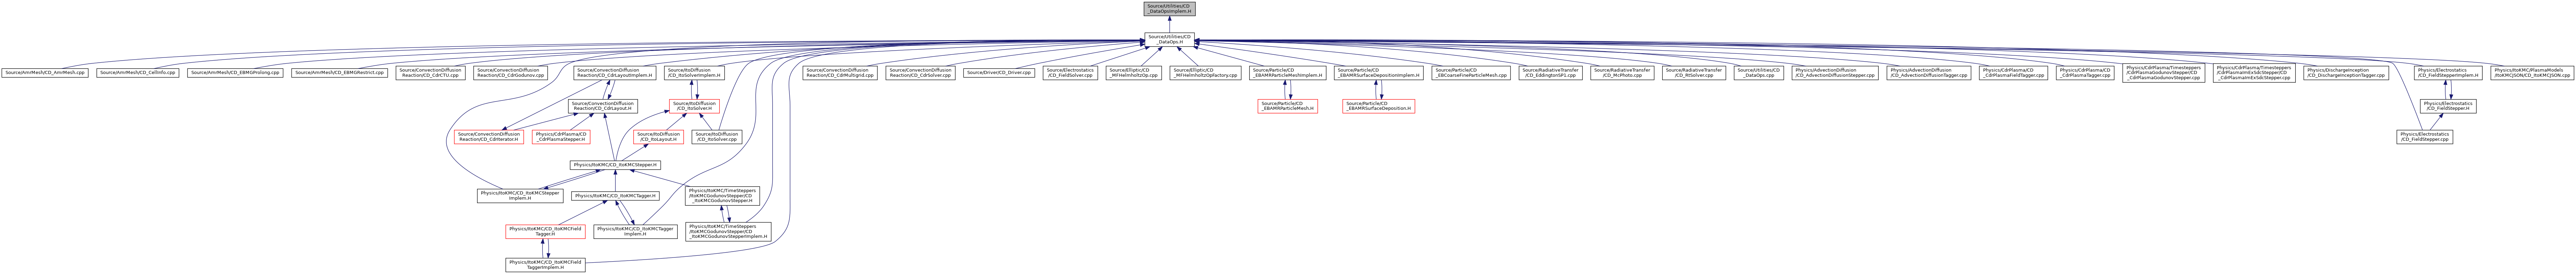 Source/Utilities/CD
_DataOpsImplem.H
Source/Utilities/CD
_DataOps.H
Source/AmrMesh/CD_AmrMesh.cpp
Source/AmrMesh/CD_CellInfo.cpp
Source/AmrMesh/CD_EBMGProlong.cpp
Source/AmrMesh/CD_EBMGRestrict.cpp
Source/ConvectionDiffusion
Reaction/CD_CdrCTU.cpp
Source/ConvectionDiffusion
Reaction/CD_CdrGodunov.cpp
Source/ConvectionDiffusion
Reaction/CD_CdrLayoutImplem.H
Source/ItoDiffusion
/CD_ItoSolverImplem.H
Source/ConvectionDiffusion
Reaction/CD_CdrMultigrid.cpp
Source/ConvectionDiffusion
Reaction/CD_CdrSolver.cpp
Source/Driver/CD_Driver.cpp
Source/Electrostatics
/CD_FieldSolver.cpp
Source/Elliptic/CD
_MFHelmholtzOp.cpp
Source/Elliptic/CD
_MFHelmholtzOpFactory.cpp
Source/Particle/CD
_EBAMRParticleMeshImplem.H
Source/Particle/CD
_EBAMRSurfaceDepositionImplem.H
Source/Particle/CD
_EBCoarseFineParticleMesh.cpp
Source/RadiativeTransfer
/CD_EddingtonSP1.cpp
Source/RadiativeTransfer
/CD_McPhoto.cpp
Source/RadiativeTransfer
/CD_RtSolver.cpp
Source/Utilities/CD
_DataOps.cpp
Physics/AdvectionDiffusion
/CD_AdvectionDiffusionStepper.cpp
Physics/AdvectionDiffusion
/CD_AdvectionDiffusionTagger.cpp
Physics/CdrPlasma/CD
_CdrPlasmaFieldTagger.cpp
Physics/CdrPlasma/CD
_CdrPlasmaTagger.cpp
Physics/CdrPlasma/Timesteppers
/CdrPlasmaGodunovStepper/CD
_CdrPlasmaGodunovStepper.cpp
Physics/CdrPlasma/Timesteppers
/CdrPlasmaImExSdcStepper/CD
_CdrPlasmaImExSdcStepper.cpp
Physics/DischargeInception
/CD_DischargeInceptionTagger.cpp
Physics/Electrostatics
/CD_FieldStepperImplem.H
Physics/ItoKMC/PlasmaModels
/ItoKMCJSON/CD_ItoKMCJSON.cpp
Source/ConvectionDiffusion
Reaction/CD_CdrLayout.H
Source/ItoDiffusion
/CD_ItoSolver.H
Source/Particle/CD
_EBAMRParticleMesh.H
Source/Particle/CD
_EBAMRSurfaceDeposition.H
Physics/Electrostatics
/CD_FieldStepper.H
Source/ConvectionDiffusion
Reaction/CD_CdrIterator.H
Physics/CdrPlasma/CD
_CdrPlasmaStepper.H
Source/ItoDiffusion
/CD_ItoLayout.H
Source/ItoDiffusion
/CD_ItoSolver.cpp
Physics/Electrostatics
/CD_FieldStepper.cpp
Physics/ItoKMC/CD_ItoKMCStepper.H
Physics/ItoKMC/CD_ItoKMCStepper
Implem.H
Physics/ItoKMC/CD_ItoKMCTagger.H
Physics/ItoKMC/TimeSteppers
/ItoKMCGodunovStepper/CD
_ItoKMCGodunovStepper.H
Physics/ItoKMC/CD_ItoKMCField
Tagger.H
Physics/ItoKMC/CD_ItoKMCTagger
Implem.H
Physics/ItoKMC/TimeSteppers
/ItoKMCGodunovStepper/CD
_ItoKMCGodunovStepperImplem.H
Physics/ItoKMC/CD_ItoKMCField
TaggerImplem.H